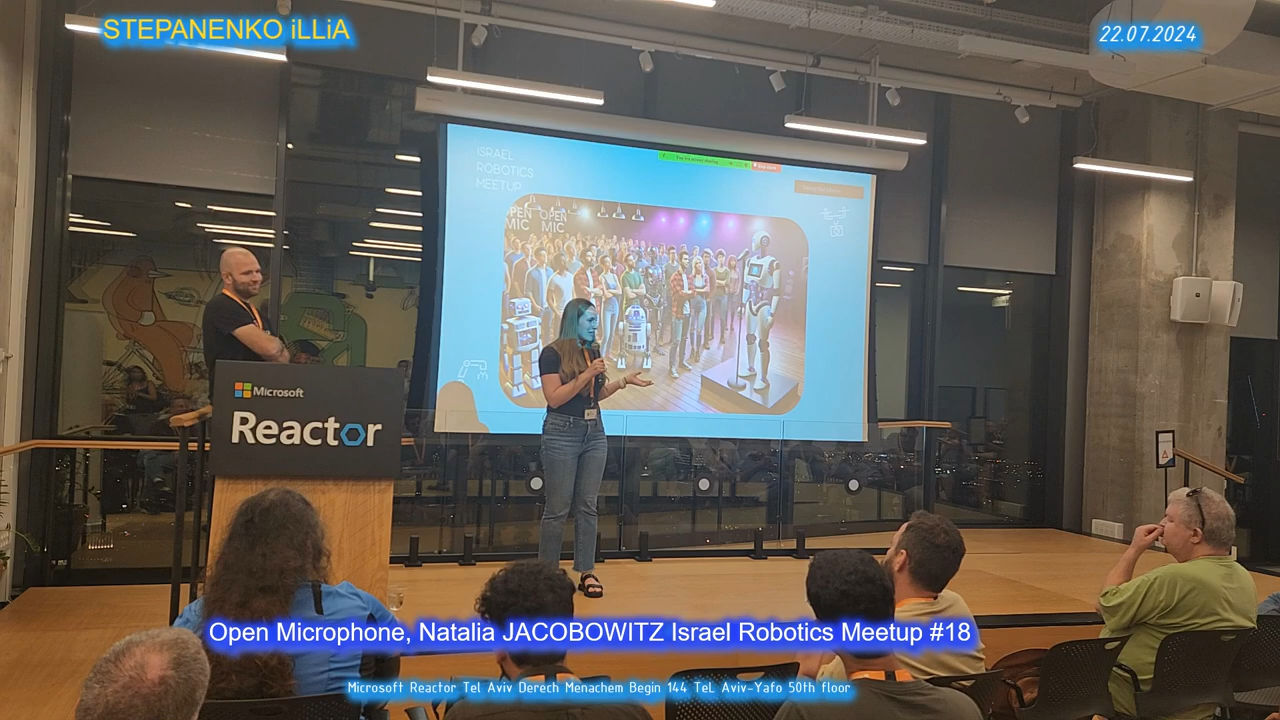 STEPANENKO iLLiA
22.07.2024
ISRAEL
ROBOTICS
MEETUP
OPEN OPEN
MIC MIC
Microsoft
Reactor
Open Microphone, Natalia JACOBOWITZ Israel Robotics Meetup #18
Microsoft Reactor Tel Aviv Derech Menachem Begin 144 TeL Aviv-Yafo 50th floor